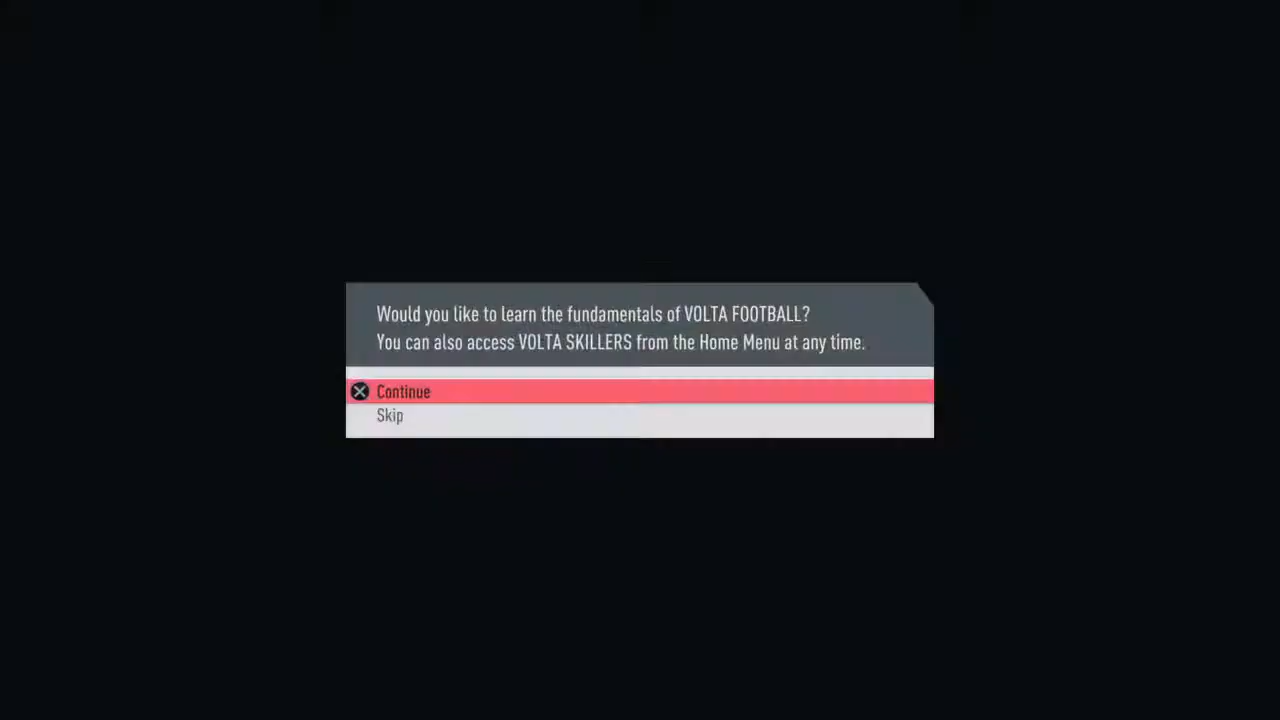 Would you like to learn the fundamentals of VOLTA FOOTBALL?
You can also access VOLTA SKILLERS from the Home Menu at any time.
Continue
Skip